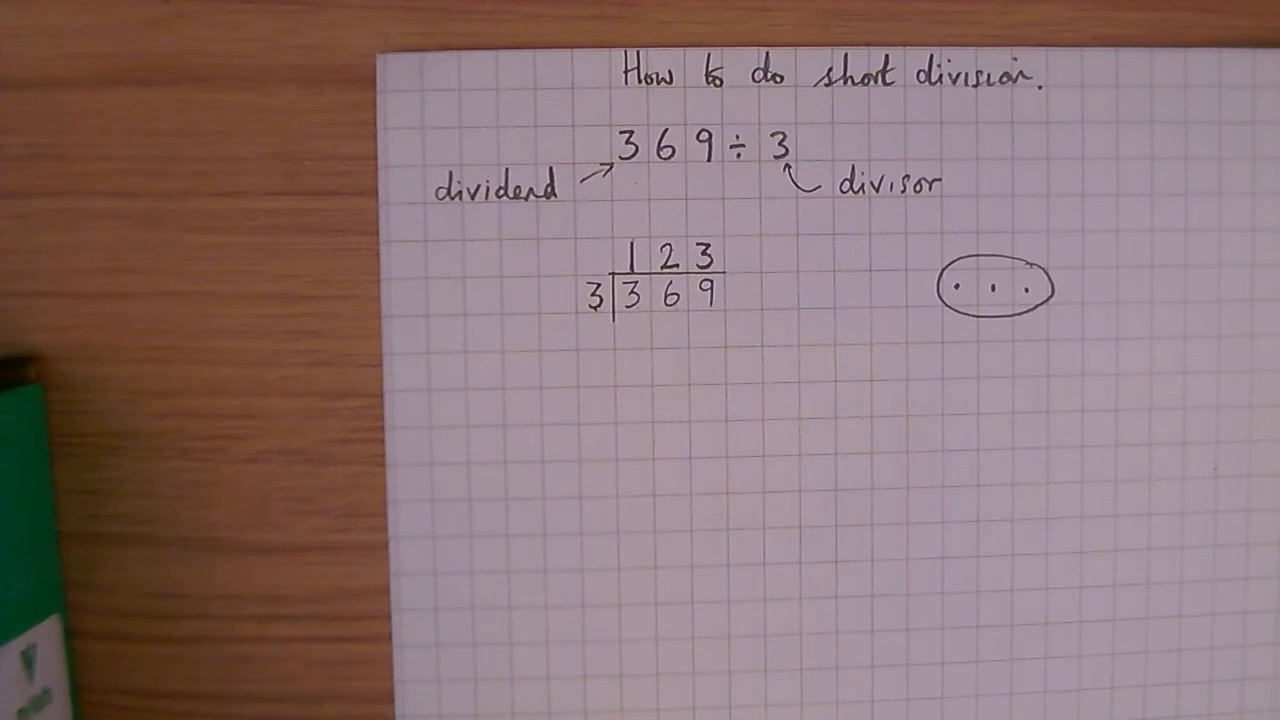 How to do short division.
369 ÷ 3
dividend
divisor
123
3 369